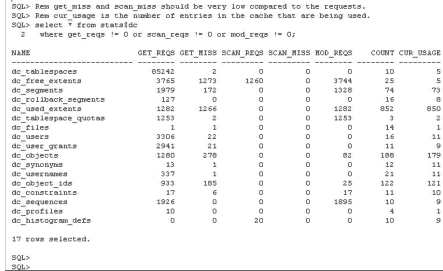 SQL> Rem get_miss and scan_miss should be very low compared to the requests.
SQL> Rem cur_usage is the number of entries in the cache that are being used.
SQL> select * from stats$dc
2 where get_reqs != 0 or scan_reqs != 0 or mod_reqs != 0;
NAME GET_REQS GET_MISS SCAN_REQS SCAN_MISS MOD_REQS COUNT CUR_USAGE
dc_tablespaces 85242 2 0 0 0 10 5
dc_free_extents 3765 1273 1260 0 3744 25 5
dc_segments 1979 172 0 0 1328 74 73
dc_rollback_segments 127 0 0 0 0 16 8
dc_used_extents 1282 1266 0 0 1282 852 850
dc_tablespace_quotas 1253 2 0 0 1253 3 2
dc_files 1 1 0 0 0 14 1
dc_users 3306 22 0 0 0 16 11
dc_user_grants 2941 21 0 0 0 11 9
dc_objects 1280 278 0 0 82 188 179
dc_synonyms 13 1 0 0 0 12 11
dc_usernames 337 1 0 0 0 21 11
dc_object_ids 933 185 0 0 25 122 121
dc_constraints 17 6 0 0 17 11 10
dc_sequences 1926 0 0 0 1895 10 9
dc_profiles 10 0 0 0 0 4 1
dc_histogram_defs 0 0 20 0 0 10 9
17 rows selected.
SQL>
SQL>